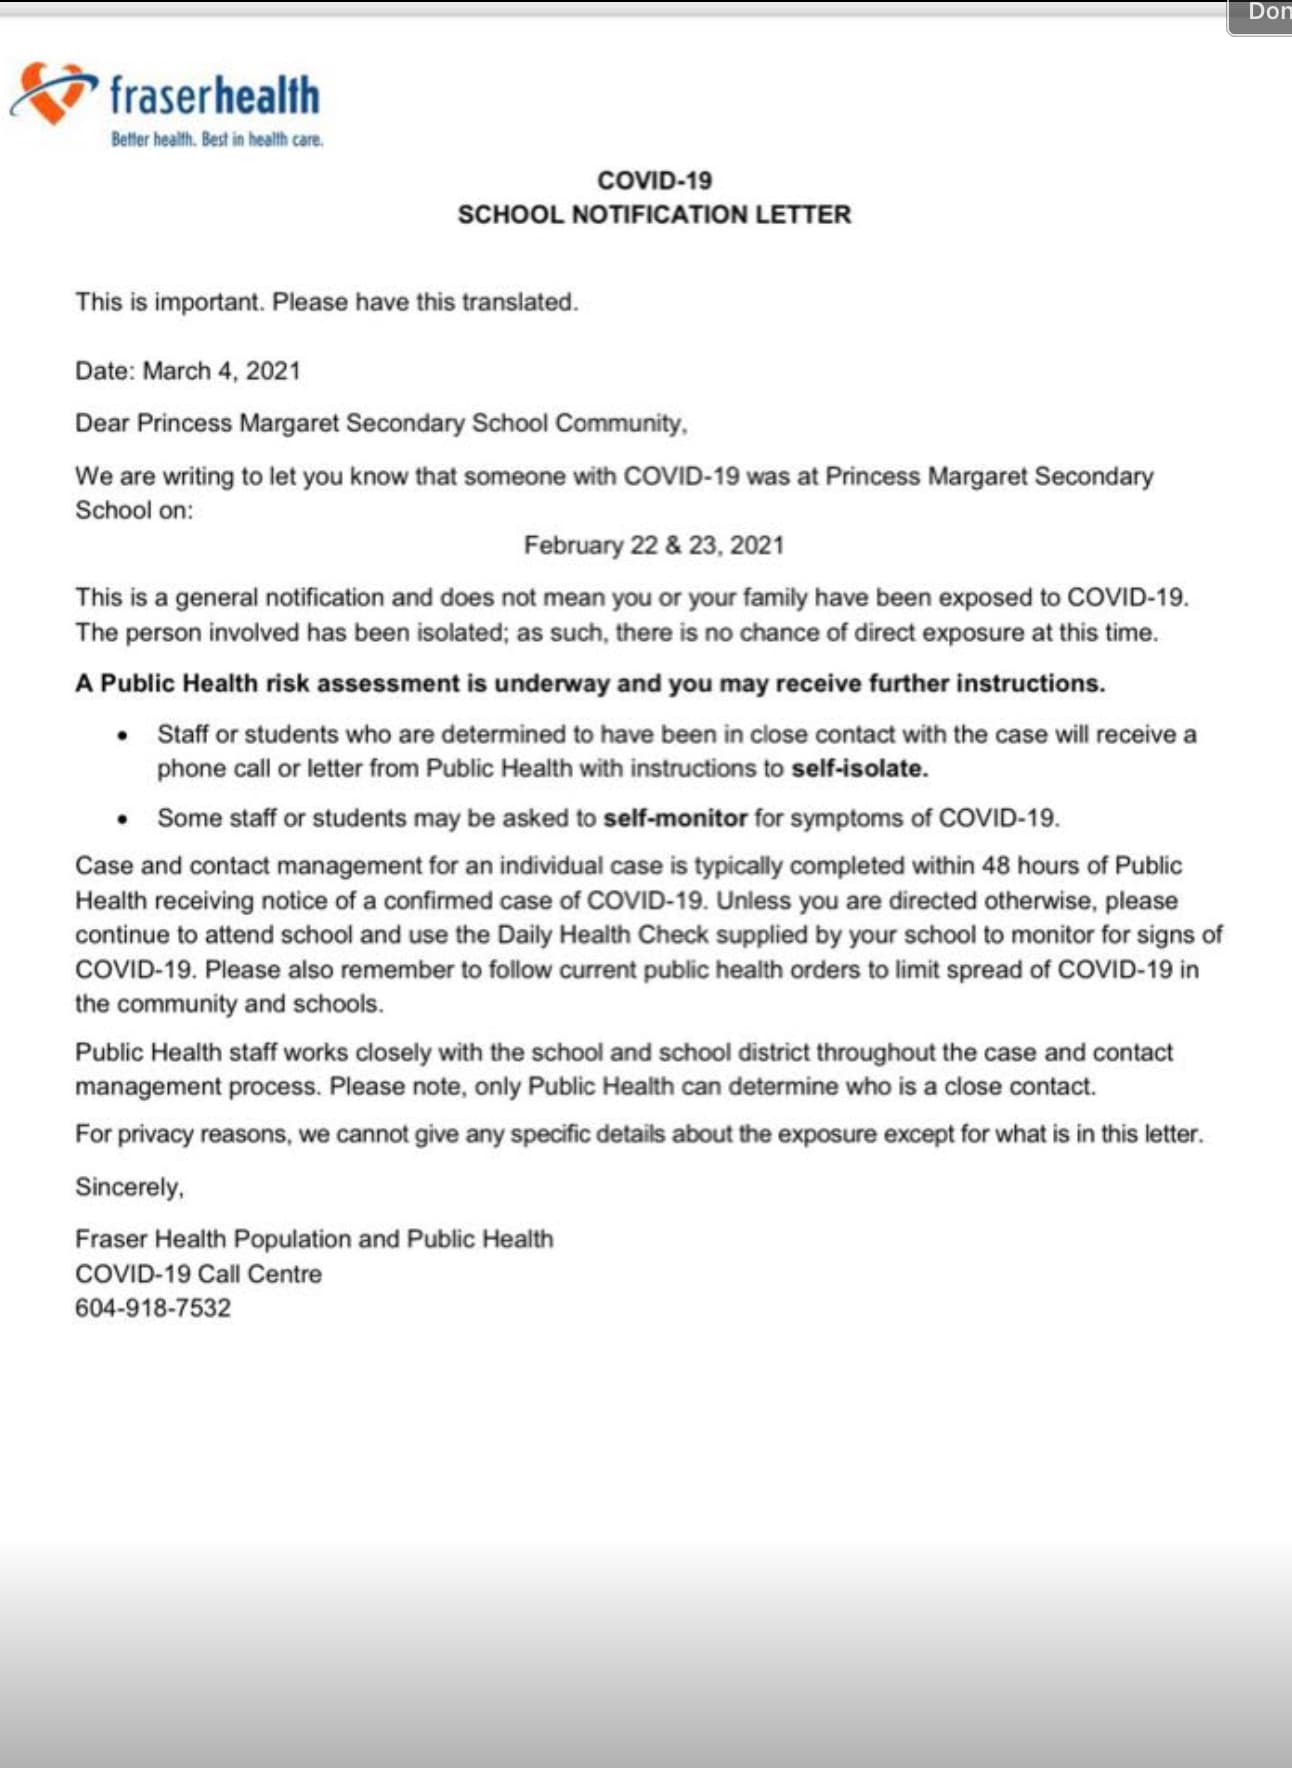 Don
fraserhealth
Better health. Best in health care.
COVID-19
SCHOOL NOTIFICATION LETTER
This is important. Please have this translated.
Date: March 4, 2021
Dear Princess Margaret Secondary School Community,
We are writing to let you know that someone with COVID-19 was at Princess Margaret Secondary
School on:
February 22 & 23, 2021
This is a general notification and does not mean you or your family have been exposed to COVID-19.
The person involved has been isolated; as such, there is no chance of direct exposure at this time.
A Public Health risk assessment is underway and you may receive further instructions.
• Staff or students who are determined to have been in close contact with the case will receive a
phone call or letter from Public Health with instructions to self-isolate.
• Some staff or students may be asked to self-monitor for symptoms of COVID-19.
Case and contact management for an individual case is typically completed within 48 hours of Public
Health receiving notice of a confirmed case of COVID-19. Unless you are directed otherwise, please
continue to attend school and use the Daily Health Check supplied by your school to monitor for signs of
COVID-19. Please also remember to follow current public health orders to limit spread of COVID-19 in
the community and schools.
Public Health staff works closely with the school and school district throughout the case and contact
management process. Please note, only Public Health can determine who is a close contact.
For privacy reasons, we cannot give any specific details about the exposure except for what is in this letter.
Sincerely,
Fraser Health Population and Public Health
COVID-19 Call Centre
604-918-7532